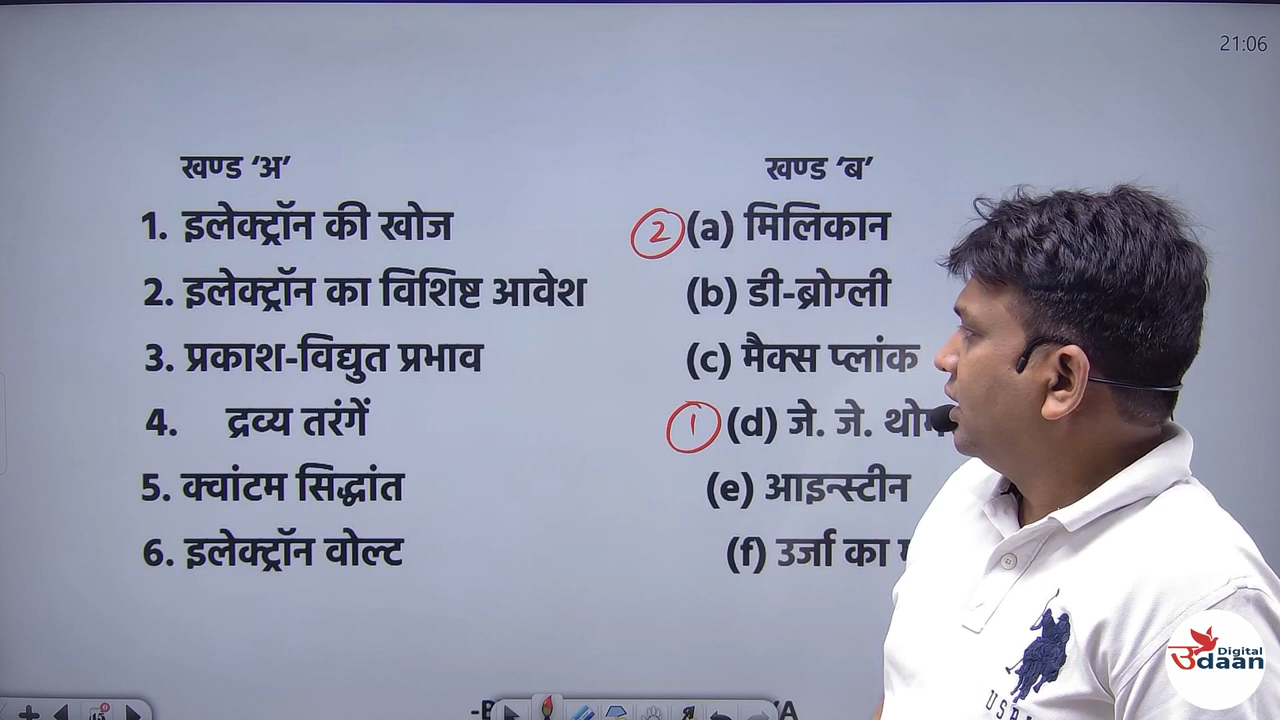 21:06
खण्ड ‘अ’
खण्ड ‘ब’
1. इलेक्ट्रॉन की खोज
2 (a) मिलिकान
2. इलेक्ट्रॉन का विशिष्ट आवेश
(b) डी-ब्रोग्ली
3. प्रकाश-विद्युत प्रभाव
(c) मैक्स प्लांक
4. द्रव्य तरंगें
1 (d) जे. जे.
5. क्वांटम सिद्धांत
(e) आइन्स्टीन
6. इलेक्ट्रॉन वोल्ट
(f) उर्जा का
Digital
उdaan